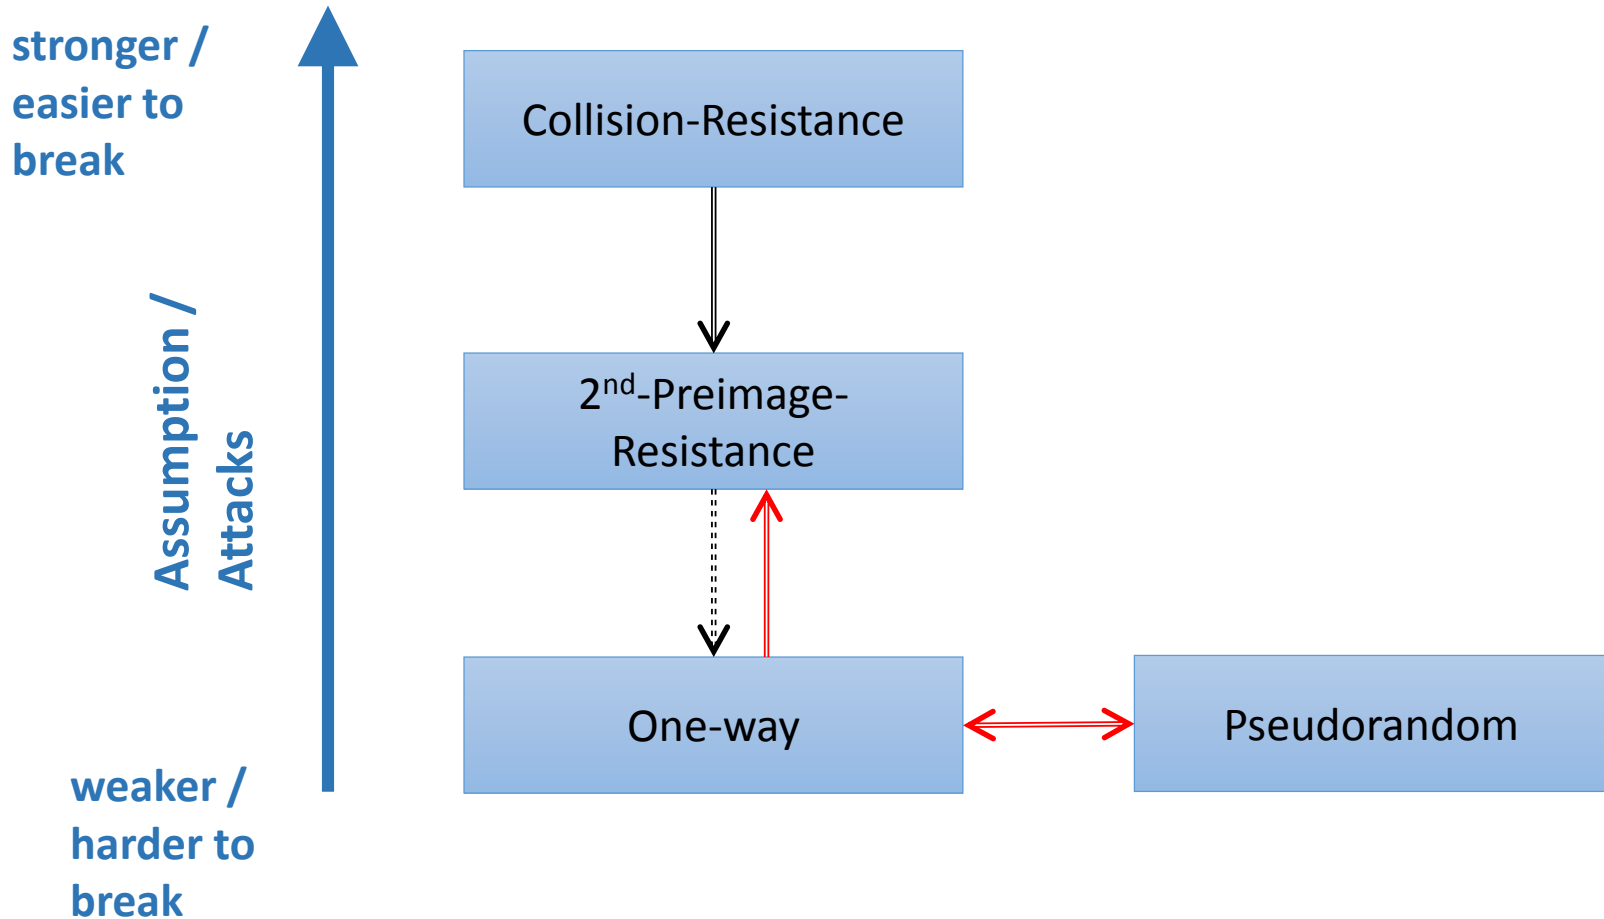 stronger /
easier to
break
Collision-Resistance
Assumption /
Attacks
2nd-Preimage-
Resistance
One-way
Pseudorandom
weaker /
harder to
break